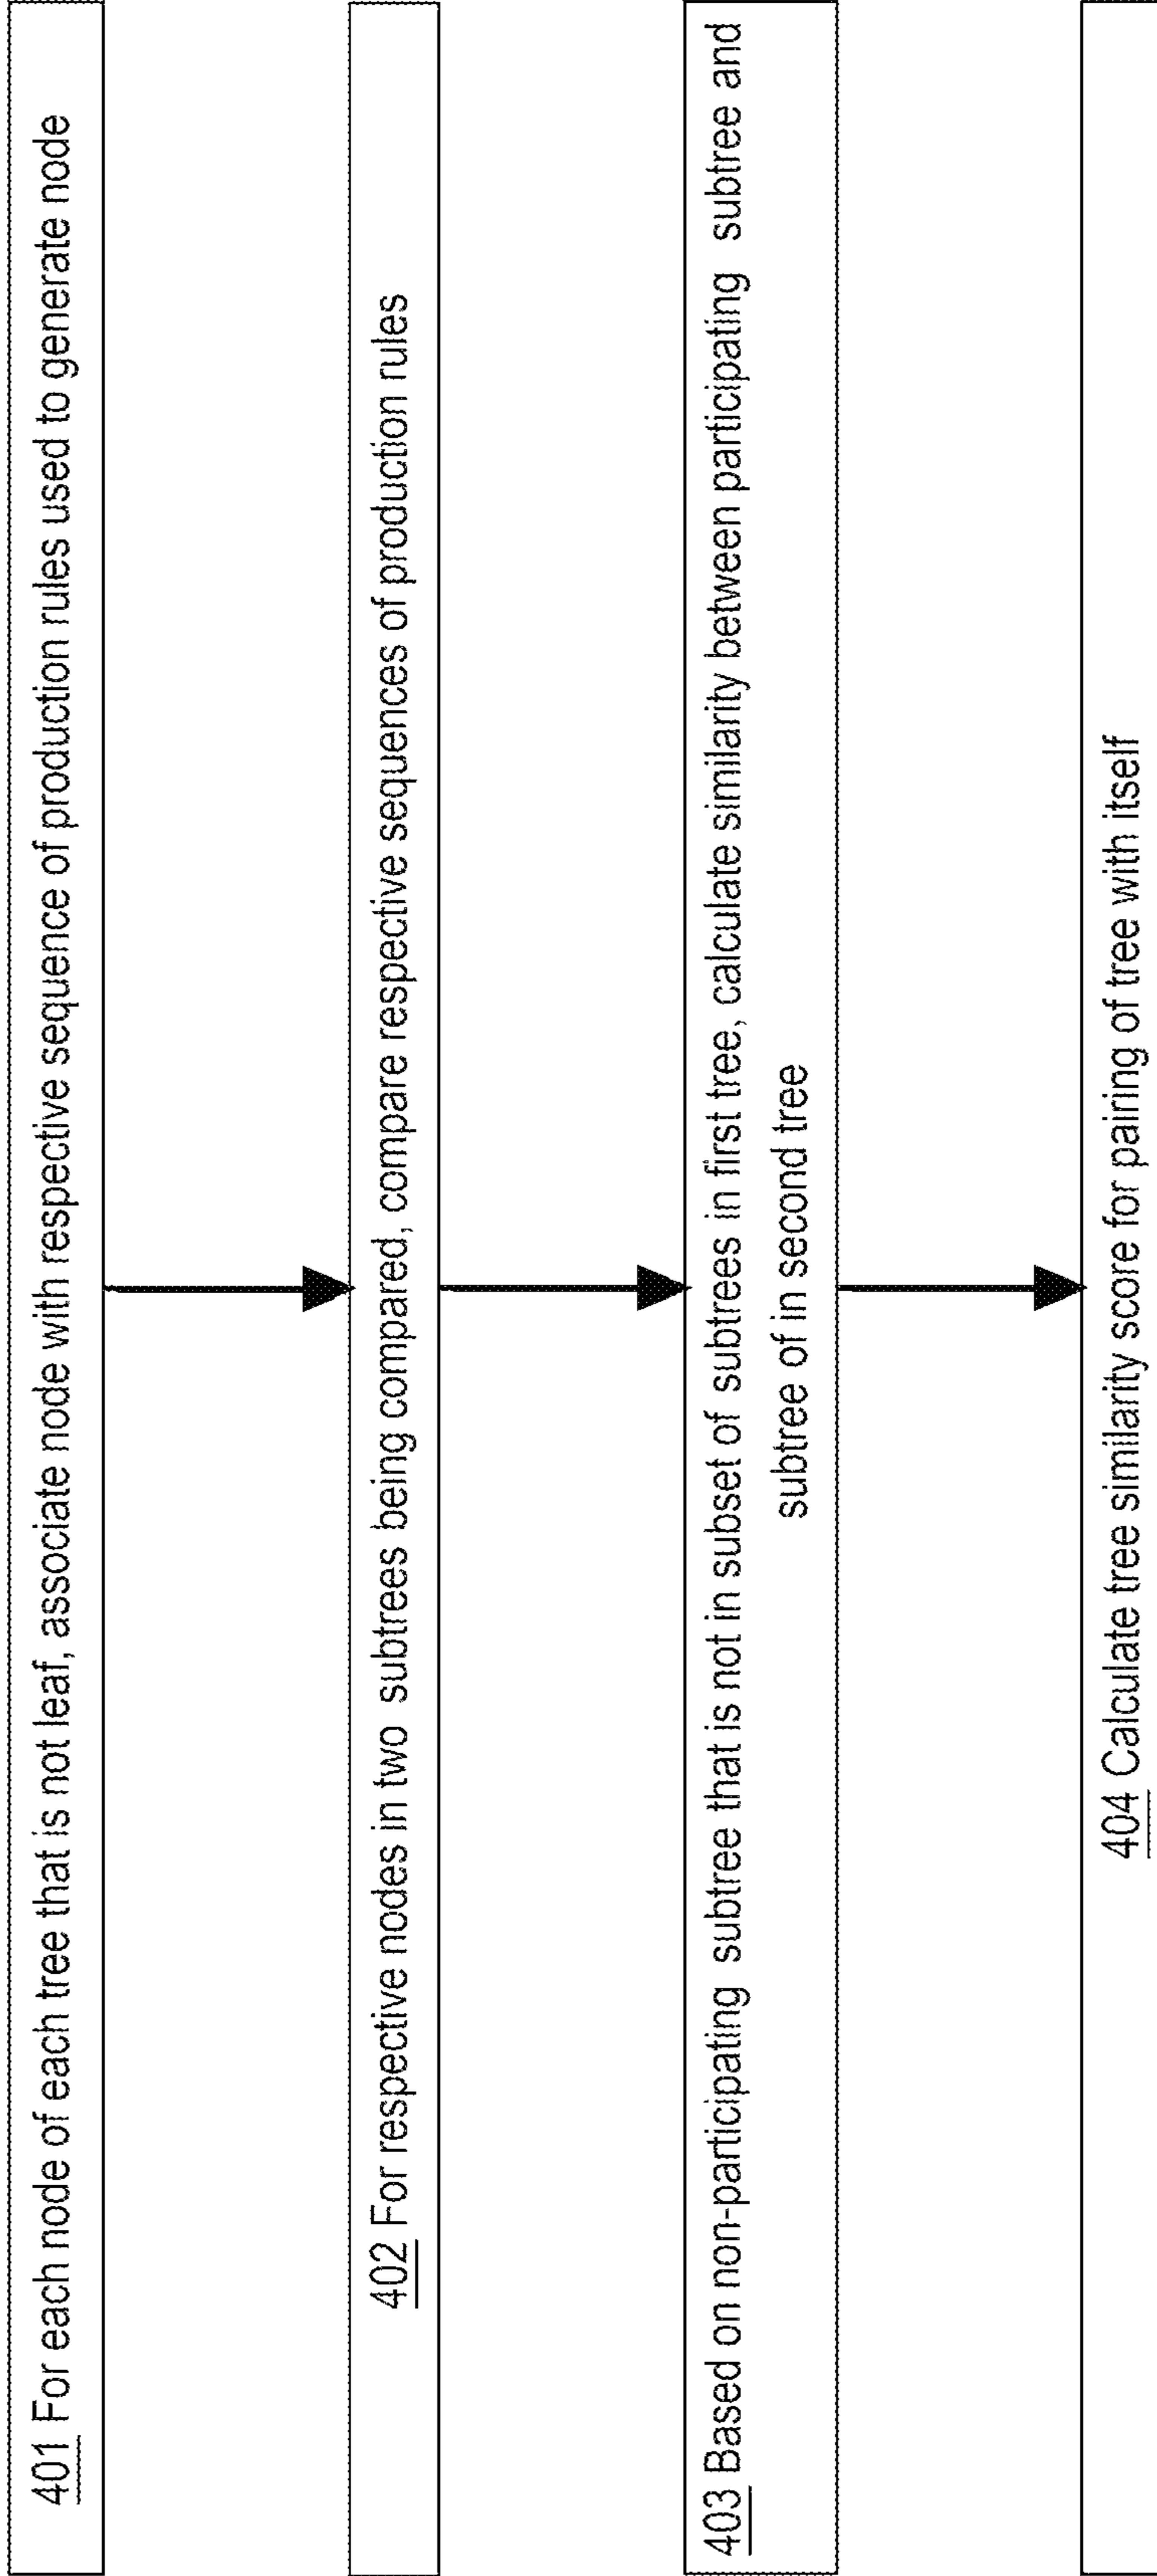 401 For each node of each tree that is not leaf, associate node with respective sequence of production rules used to generate node
402 For respective nodes in two subtrees being compared, compare respective sequences of production rules
403 Based on non-participating subtree that is not in subset of subtrees in first tree, calculate similarity between participating subtree and
subtree of in second tree
404 Calculate tree similarity score for pairing of tree with itself